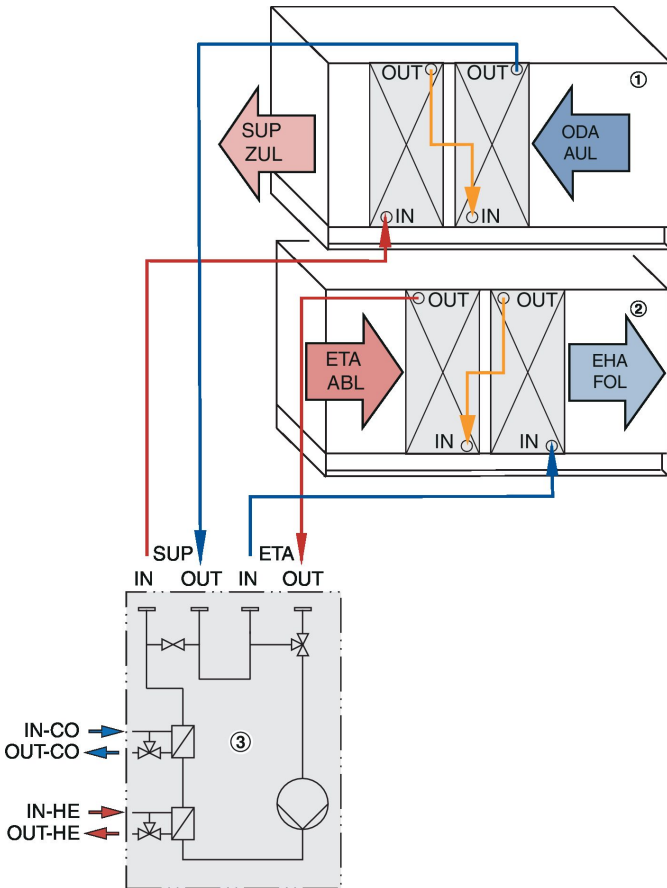 OUT OUT ①
SUP
ZUL
ODA
AUL
IN IN
OUT OUT ②
ETA
ABL
EHA
FOL
IN IN
SUP ETA
IN OUT IN OUT
IN-CO
OUT-CO
③
IN-HE
OUT-HE